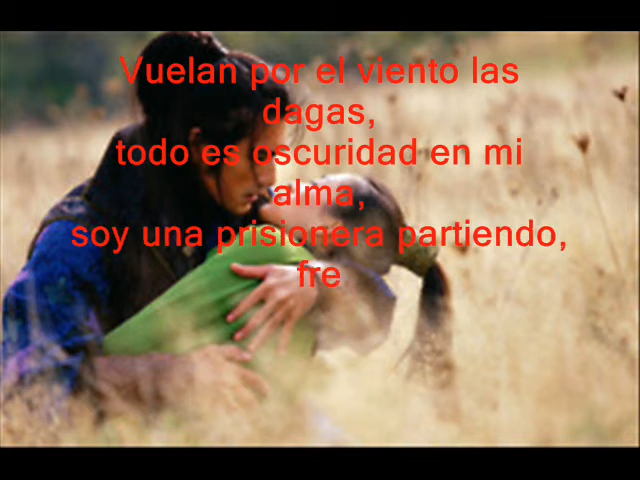 Vuelan por el viento las
dagas,
todo es oscuridad en mi
alma,
soy una prisionera partiendo,
fre